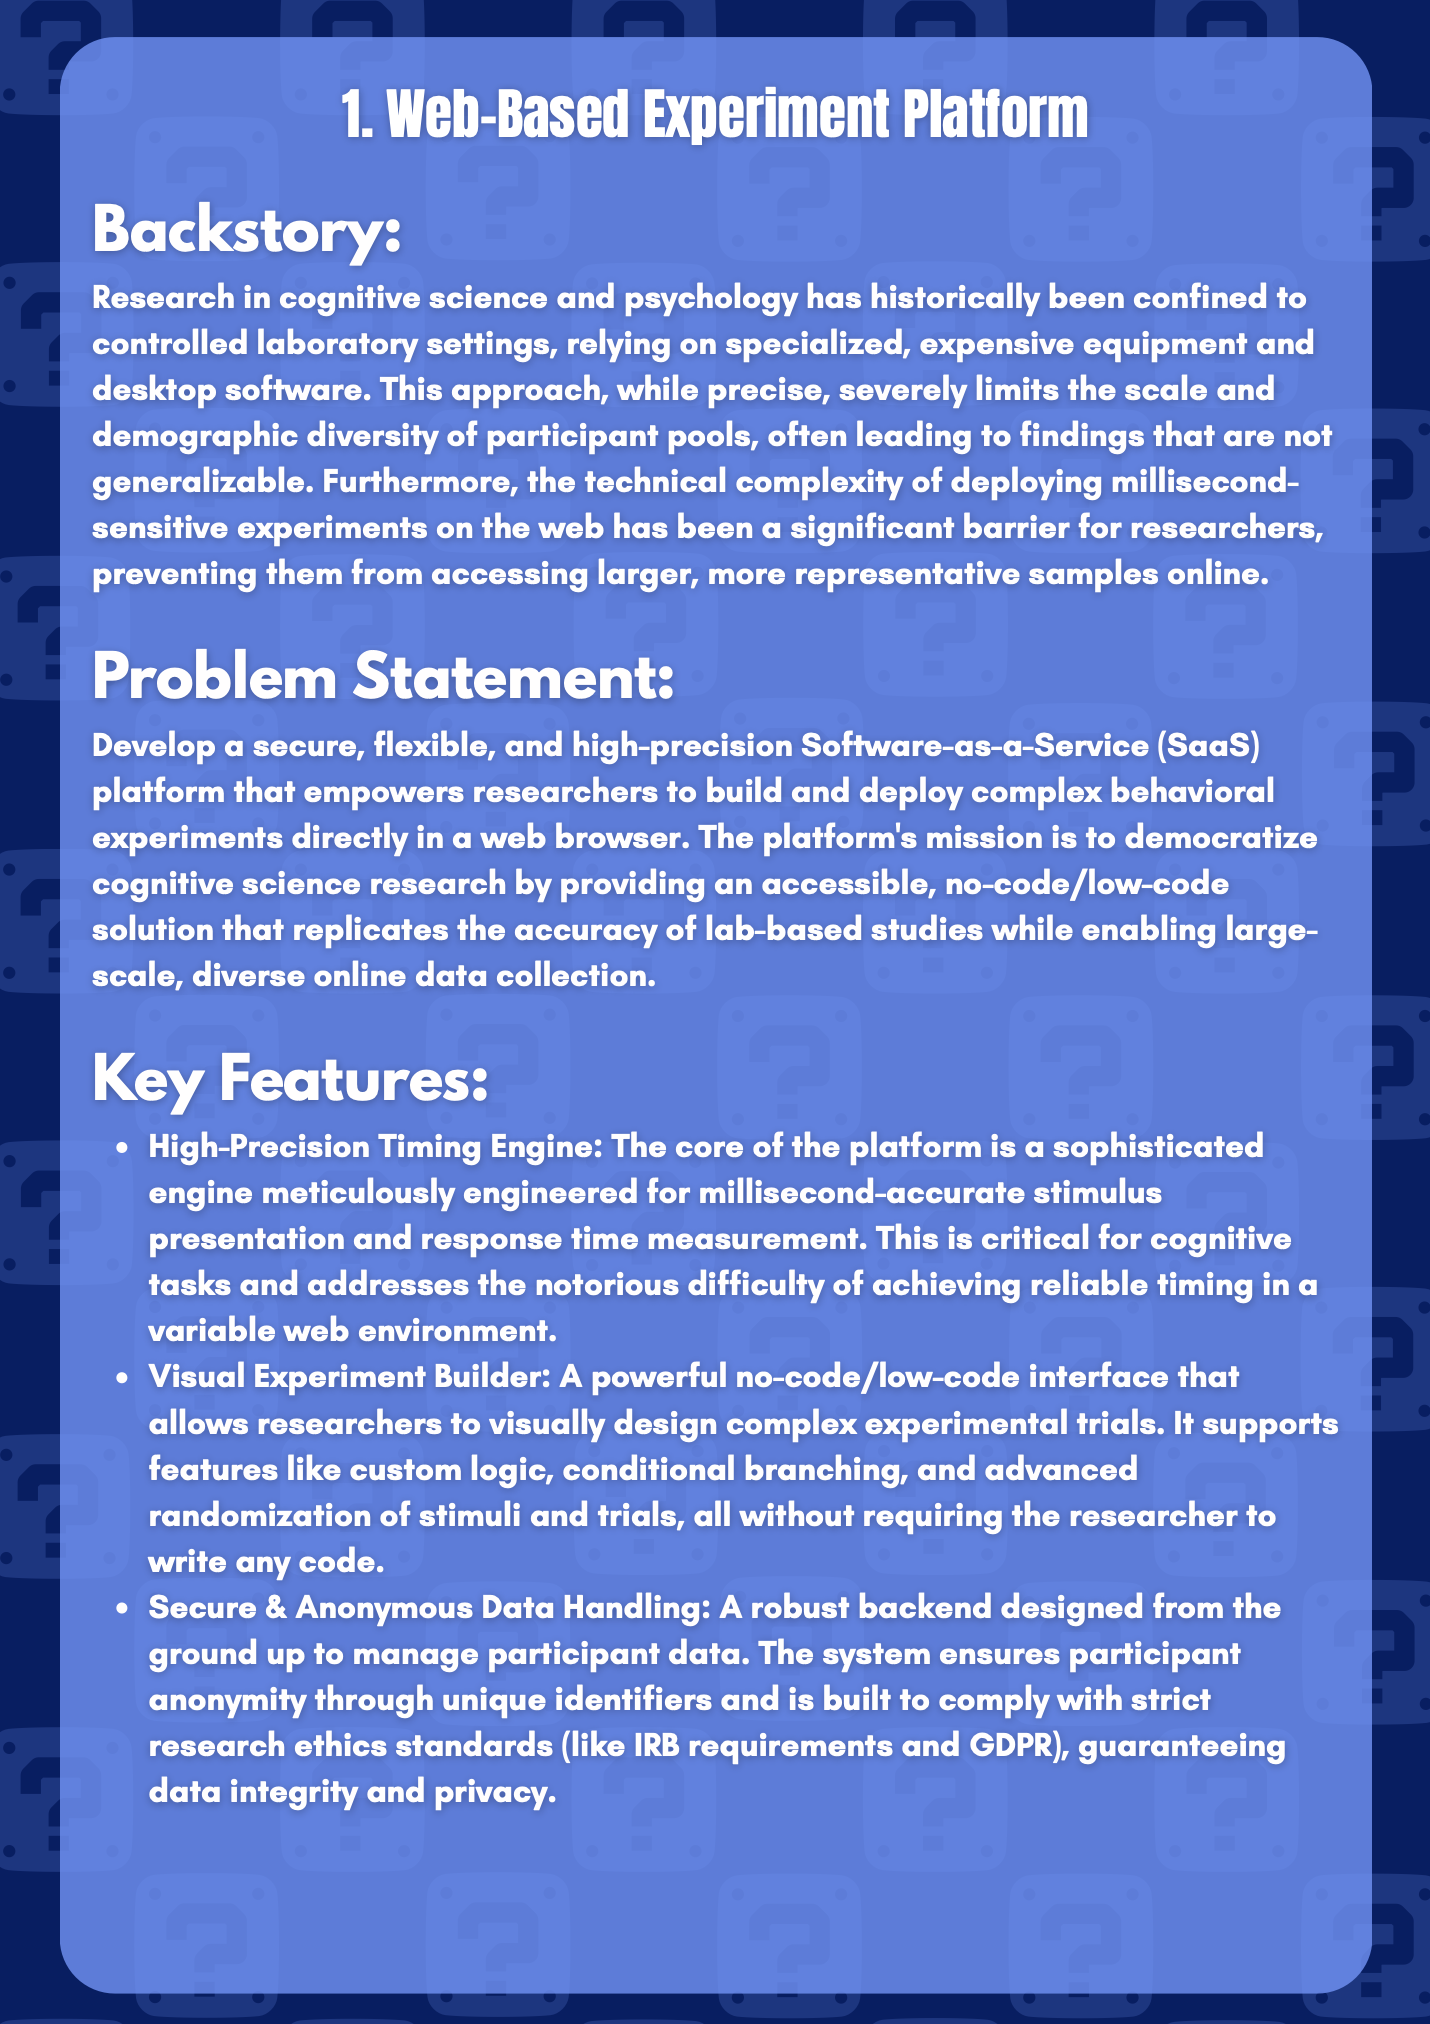 1. Web-Based Experiment Platform
Backstory:
Research in cognitive science and psychology has historically been confined to
controlled laboratory settings, relying on specialized, expensive equipment and
desktop software. This approach, while precise, severely limits the scale and
demographic diversity of participant pools, often leading to findings that are not
generalizable. Furthermore, the technical complexity of deploying millisecond-
sensitive experiments on the web has been a significant barrier for researchers,
preventing them from accessing larger, more representative samples online.
Problem Statement:
Develop a secure, flexible, and high-precision Software-as-a-Service (SaaS)
platform that empowers researchers to build and deploy complex behavioral
experiments directly in a web browser. The platform's mission is to democratize
cognitive science research by providing an accessible, no-code/low-code
solution that replicates the accuracy of lab-based studies while enabling large-
scale, diverse online data collection.
Key Features:
• High-Precision Timing Engine: The core of the platform is a sophisticated
engine meticulously engineered for millisecond-accurate stimulus
presentation and response time measurement. This is critical for cognitive
tasks and addresses the notorious difficulty of achieving reliable timing in a
variable web environment.
• Visual Experiment Builder: A powerful no-code/low-code interface that
allows researchers to visually design complex experimental trials. It supports
features like custom logic, conditional branching, and advanced
randomization of stimuli and trials, all without requiring the researcher to
write any code.
• Secure & Anonymous Data Handling: A robust backend designed from the
ground up to manage participant data. The system ensures participant
anonymity through unique identifiers and is built to comply with strict
research ethics standards (like IRB requirements and GDPR), guaranteeing
data integrity and privacy.